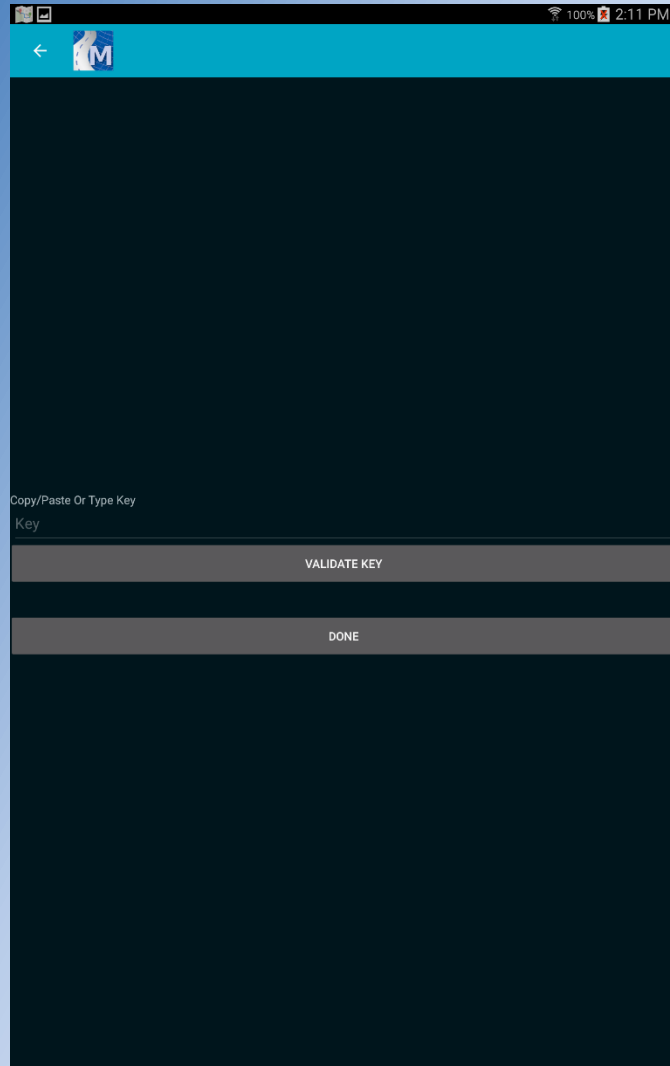 100% 2:11 PM
M
Copy/Paste Or Type Key
Key
VALIDATE KEY
DONE